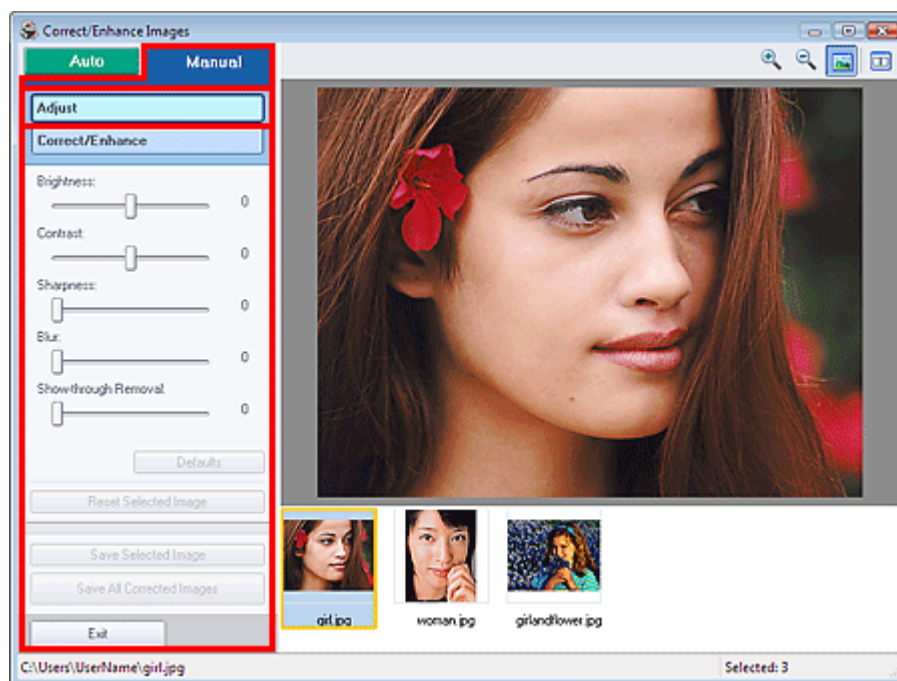 Correct/Enhance Images
Auto
Manual
Adjust
Correct/Enhance
Brightness:
0
Contrast:
0
Sharpness:
0
Blur:
0
Show-through Removal:
0
Defaults
Reset Selected Image
Save Selected Image
Save All Corrected Images
Exit
girl.jpg
woman.jpg
girlandflower.jpg
C:\Users\UserName\girl.jpg
Selected: 3